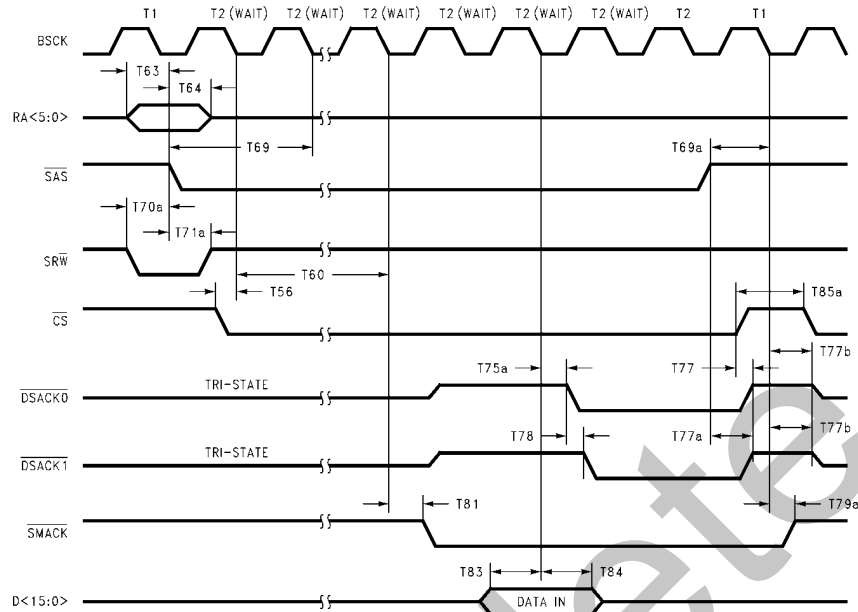 T1 T2 (WAIT) T2 (WAIT) T2 (WAIT) T2 (WAIT) T2 (WAIT) T2 T1
BSCK
T63
T64
RA<5:0>
T69 T69a
SAS
T70a
T71a
SRW
T60
T56 T85a
CS
T77b
T75a T77
DSACK0 TRI-STATE
T77b
T78 T77a
DSACK1 TRI-STATE
T81 T79a
SMACK
T83 T84
D<15:0> DATA IN